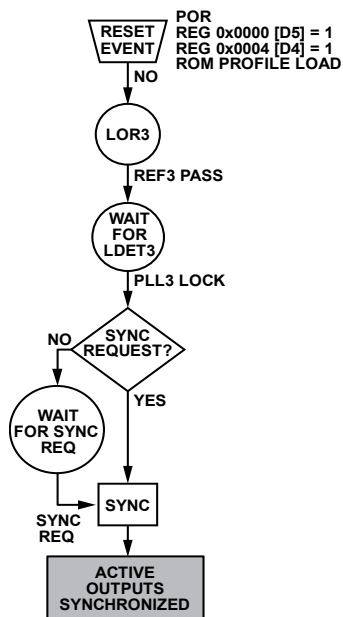 RESET
EVENT
POR
REG 0x0000 [D5] = 1
REG 0x0004 [D4] = 1
ROM PROFILE LOAD
NO
LOR3
REF3 PASS
WAIT
FOR
LDET3
PLL3 LOCK
SYNC
REQUEST?
NO
YES
WAIT
FOR SYNC
REQ
SYNC
REQ
SYNC
ACTIVE
OUTPUTS
SYNCHRONIZED